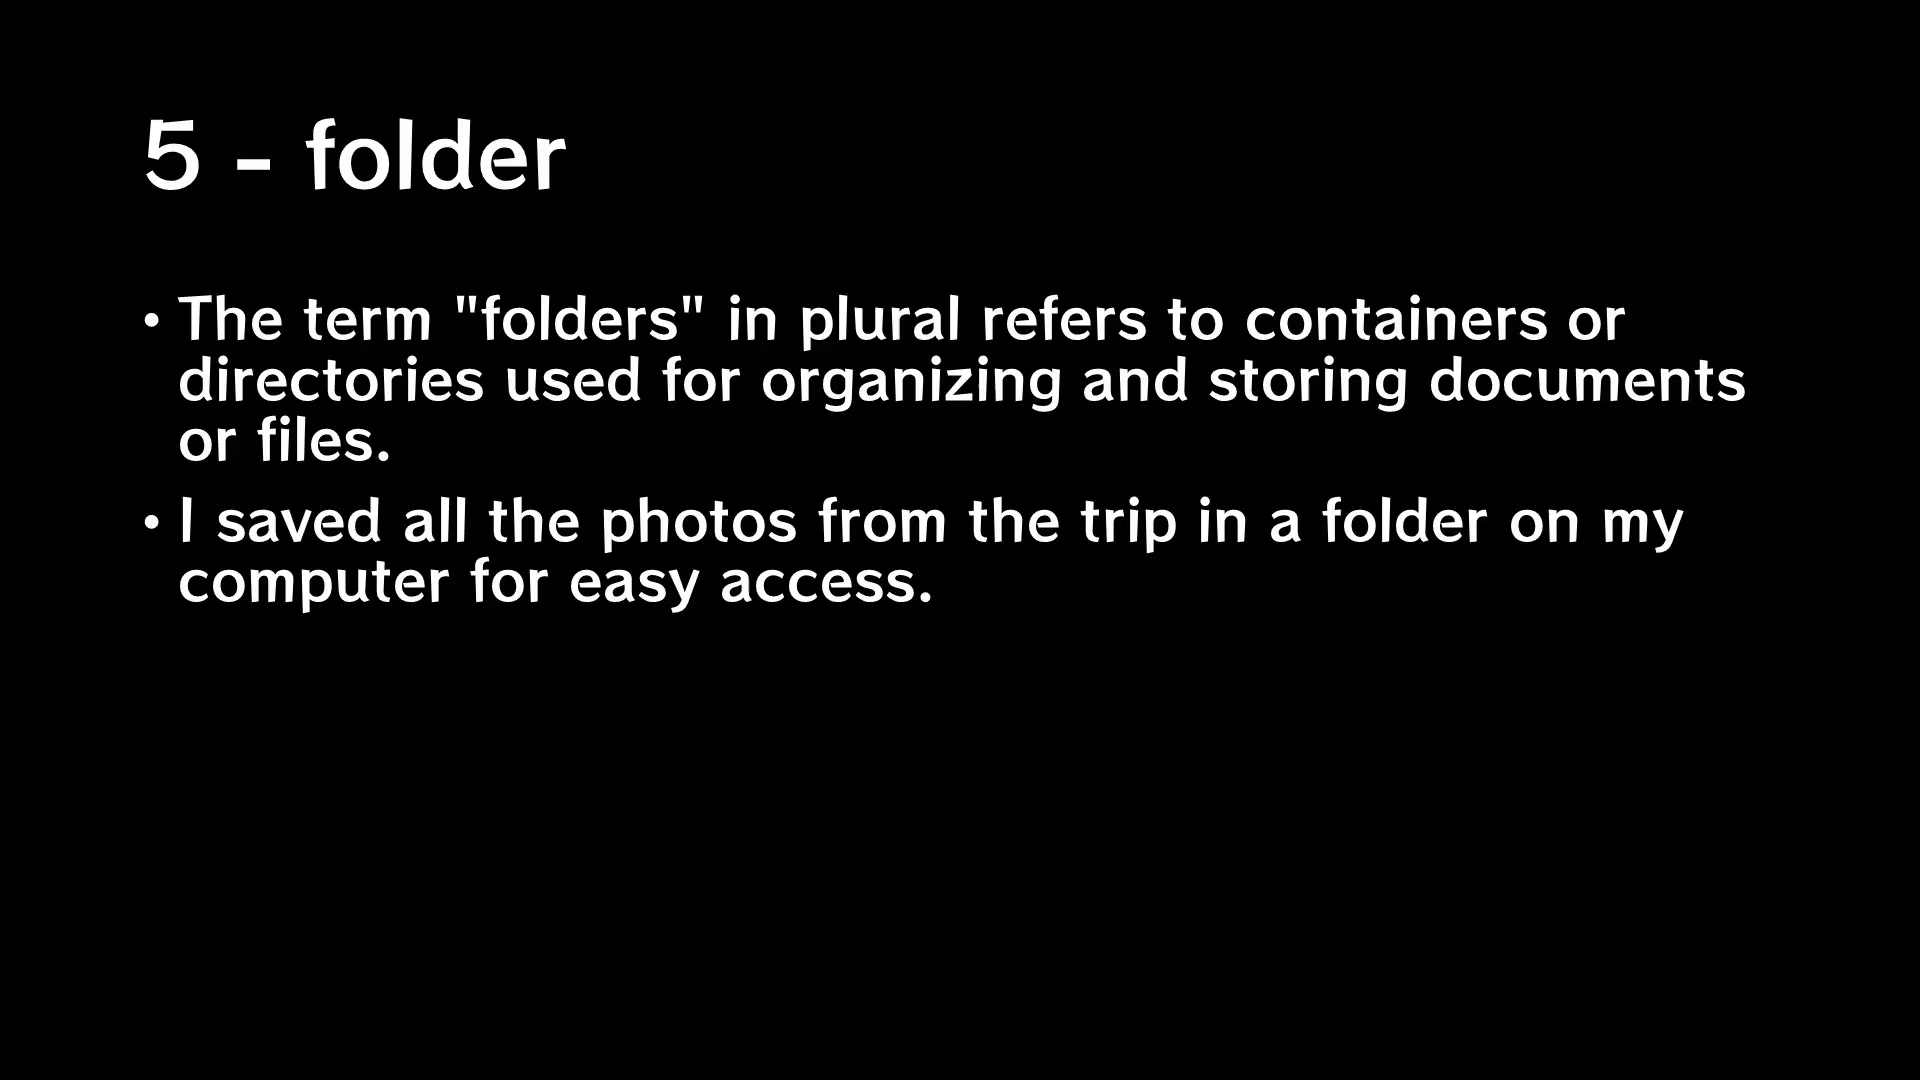 5 - folder
• The term "folders" in plural refers to containers or
directories used for organizing and storing documents
or files.
• I saved all the photos from the trip in a folder on my
computer for easy access.